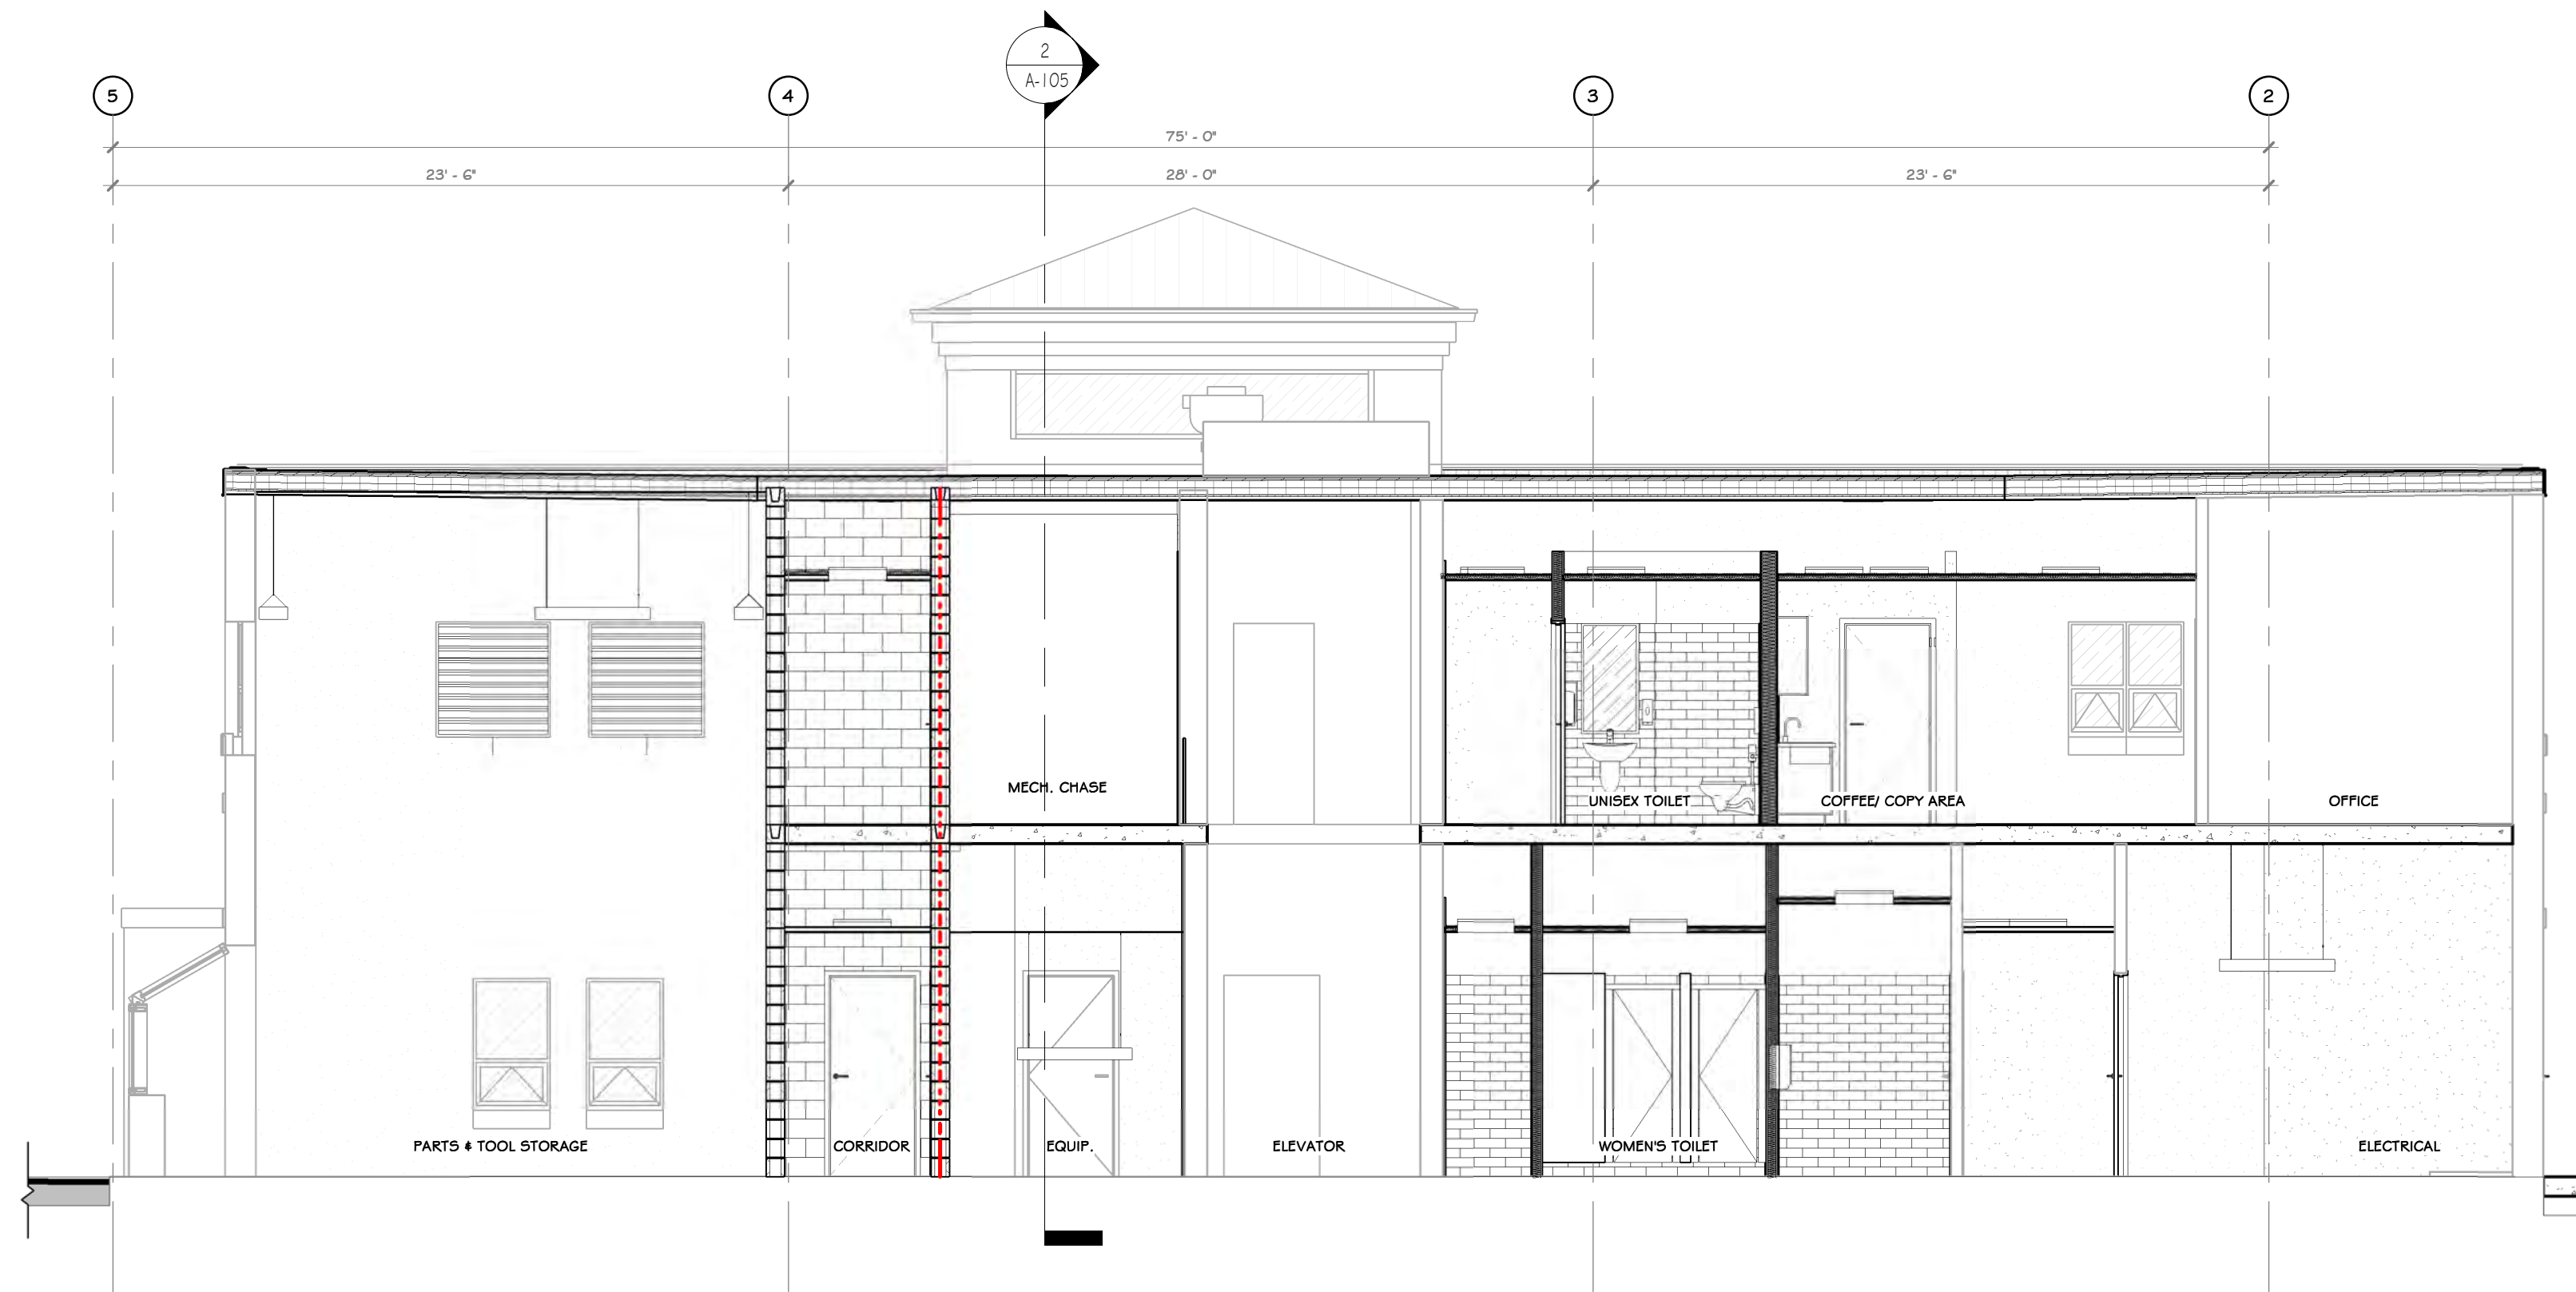 2
A-105
5
4
3
2
75' - 0"
23' - 6"
28' - 0"
23' - 6"
MECH. CHASE
UNISEX TOILET
COFFEE/ COPY AREA
OFFICE
PARTS & TOOL STORAGE
CORRIDOR
EQUIP.
ELEVATOR
WOMEN'S TOILET
ELECTRICAL